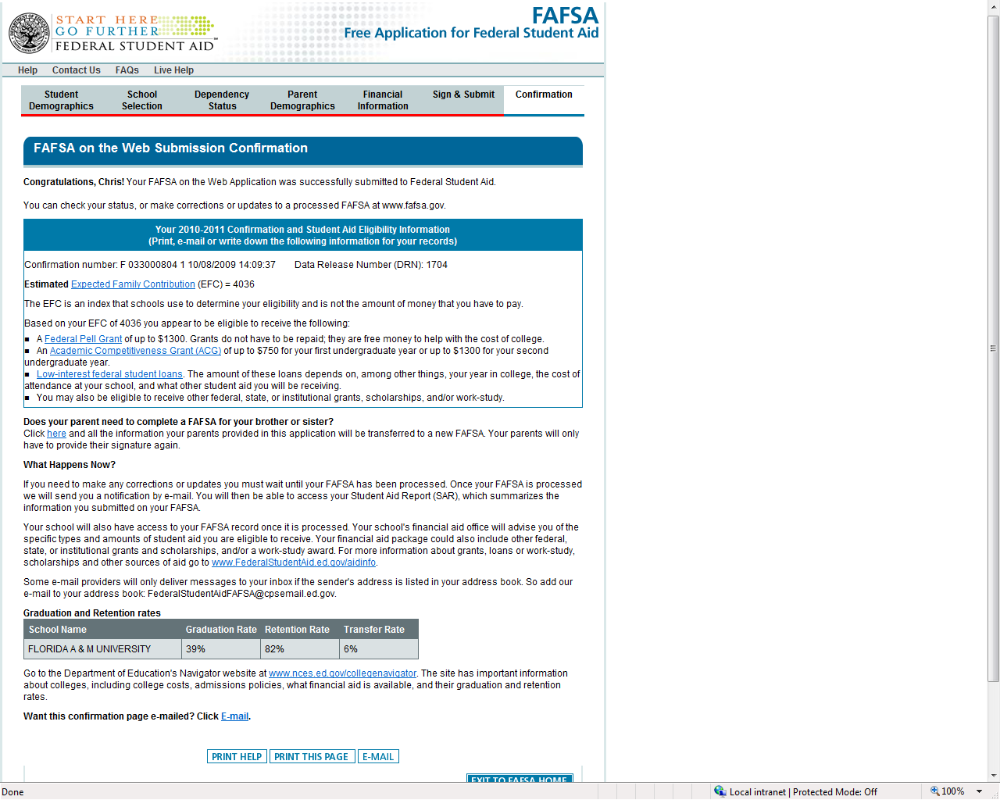 START HERE
GO FURTHER
FEDERAL STUDENT AID
FAFSA
Free Application for Federal Student Aid
Help Contact Us FAQs Live Help
Student Demographics
School Selection
Dependency Status
Parent Demographics
Financial Information
Sign & Submit
Confirmation
FAFSA on the Web Submission Confirmation
Congratulations, Chris! Your FAFSA on the Web Application was successfully submitted to Federal Student Aid.
You can check your status, or make corrections or updates to a processed FAFSA at www.fafsa.gov.
Your 2010-2011 Confirmation and Student Aid Eligibility Information
(Print, e-mail or write down the following information for your records)
Confirmation number: F 033000804 1 10/08/2009 14:09:37 Data Release Number (DRN): 1704
Estimated Expected Family Contribution (EFC) = 4036
The EFC is an index that schools use to determine your eligibility and is not the amount of money that you have to pay.
Based on your EFC of 4036 you appear to be eligible to receive the following:
■ A Federal Pell Grant of up to $1300. Grants do not have to be repaid; they are free money to help with the cost of college.
■ An Academic Competitiveness Grant (ACG) of up to $750 for your first undergraduate year or up to $1300 for your second
undergraduate year.
■ Low-interest federal student loans. The amount of these loans depends on, among other things, your year in college, the cost of
attendance at your school, and what other student aid you will be receiving.
■ You may also be eligible to receive other federal, state, or institutional grants, scholarships, and/or work-study.
Does your parent need to complete a FAFSA for your brother or sister?
Click here and all the information your parents provided in this application will be transferred to a new FAFSA. Your parents will only
have to provide their signature again.
What Happens Now?
If you need to make any corrections or updates you must wait until your FAFSA has been processed. Once your FAFSA is processed
we will send you a notification by e-mail. You will then be able to access your Student Aid Report (SAR), which summarizes the
information you submitted on your FAFSA.
Your school will also have access to your FAFSA record once it is processed. Your school's financial aid office will advise you of the
specific types and amounts of student aid you are eligible to receive. Your financial aid package could also include other federal,
state, or institutional grants and scholarships, and/or a work-study award. For more information about grants, loans or work-study,
scholarships and other sources of aid go to www.FederalStudentAid.ed.gov/aidinfo.
Some e-mail providers will only deliver messages to your inbox if the sender's address is listed in your address book. So add our
e-mail to your address book: FederalStudentAidFAFSA@cpsemail.ed.gov.
Graduation and Retention rates
School Name Graduation Rate Retention Rate Transfer Rate
FLORIDA A & M UNIVERSITY 39% 82% 6%
Go to the Department of Education's Navigator website at www.nces.ed.gov/collegenavigator. The site has important information
about colleges, including college costs, admissions policies, what financial aid is available, and their graduation and retention
rates.
Want this confirmation page e-mailed? Click E-mail.
PRINT HELP PRINT THIS PAGE E-MAIL
EXIT TO FAFSA HOME
Done Local intranet | Protected Mode: Off 100%